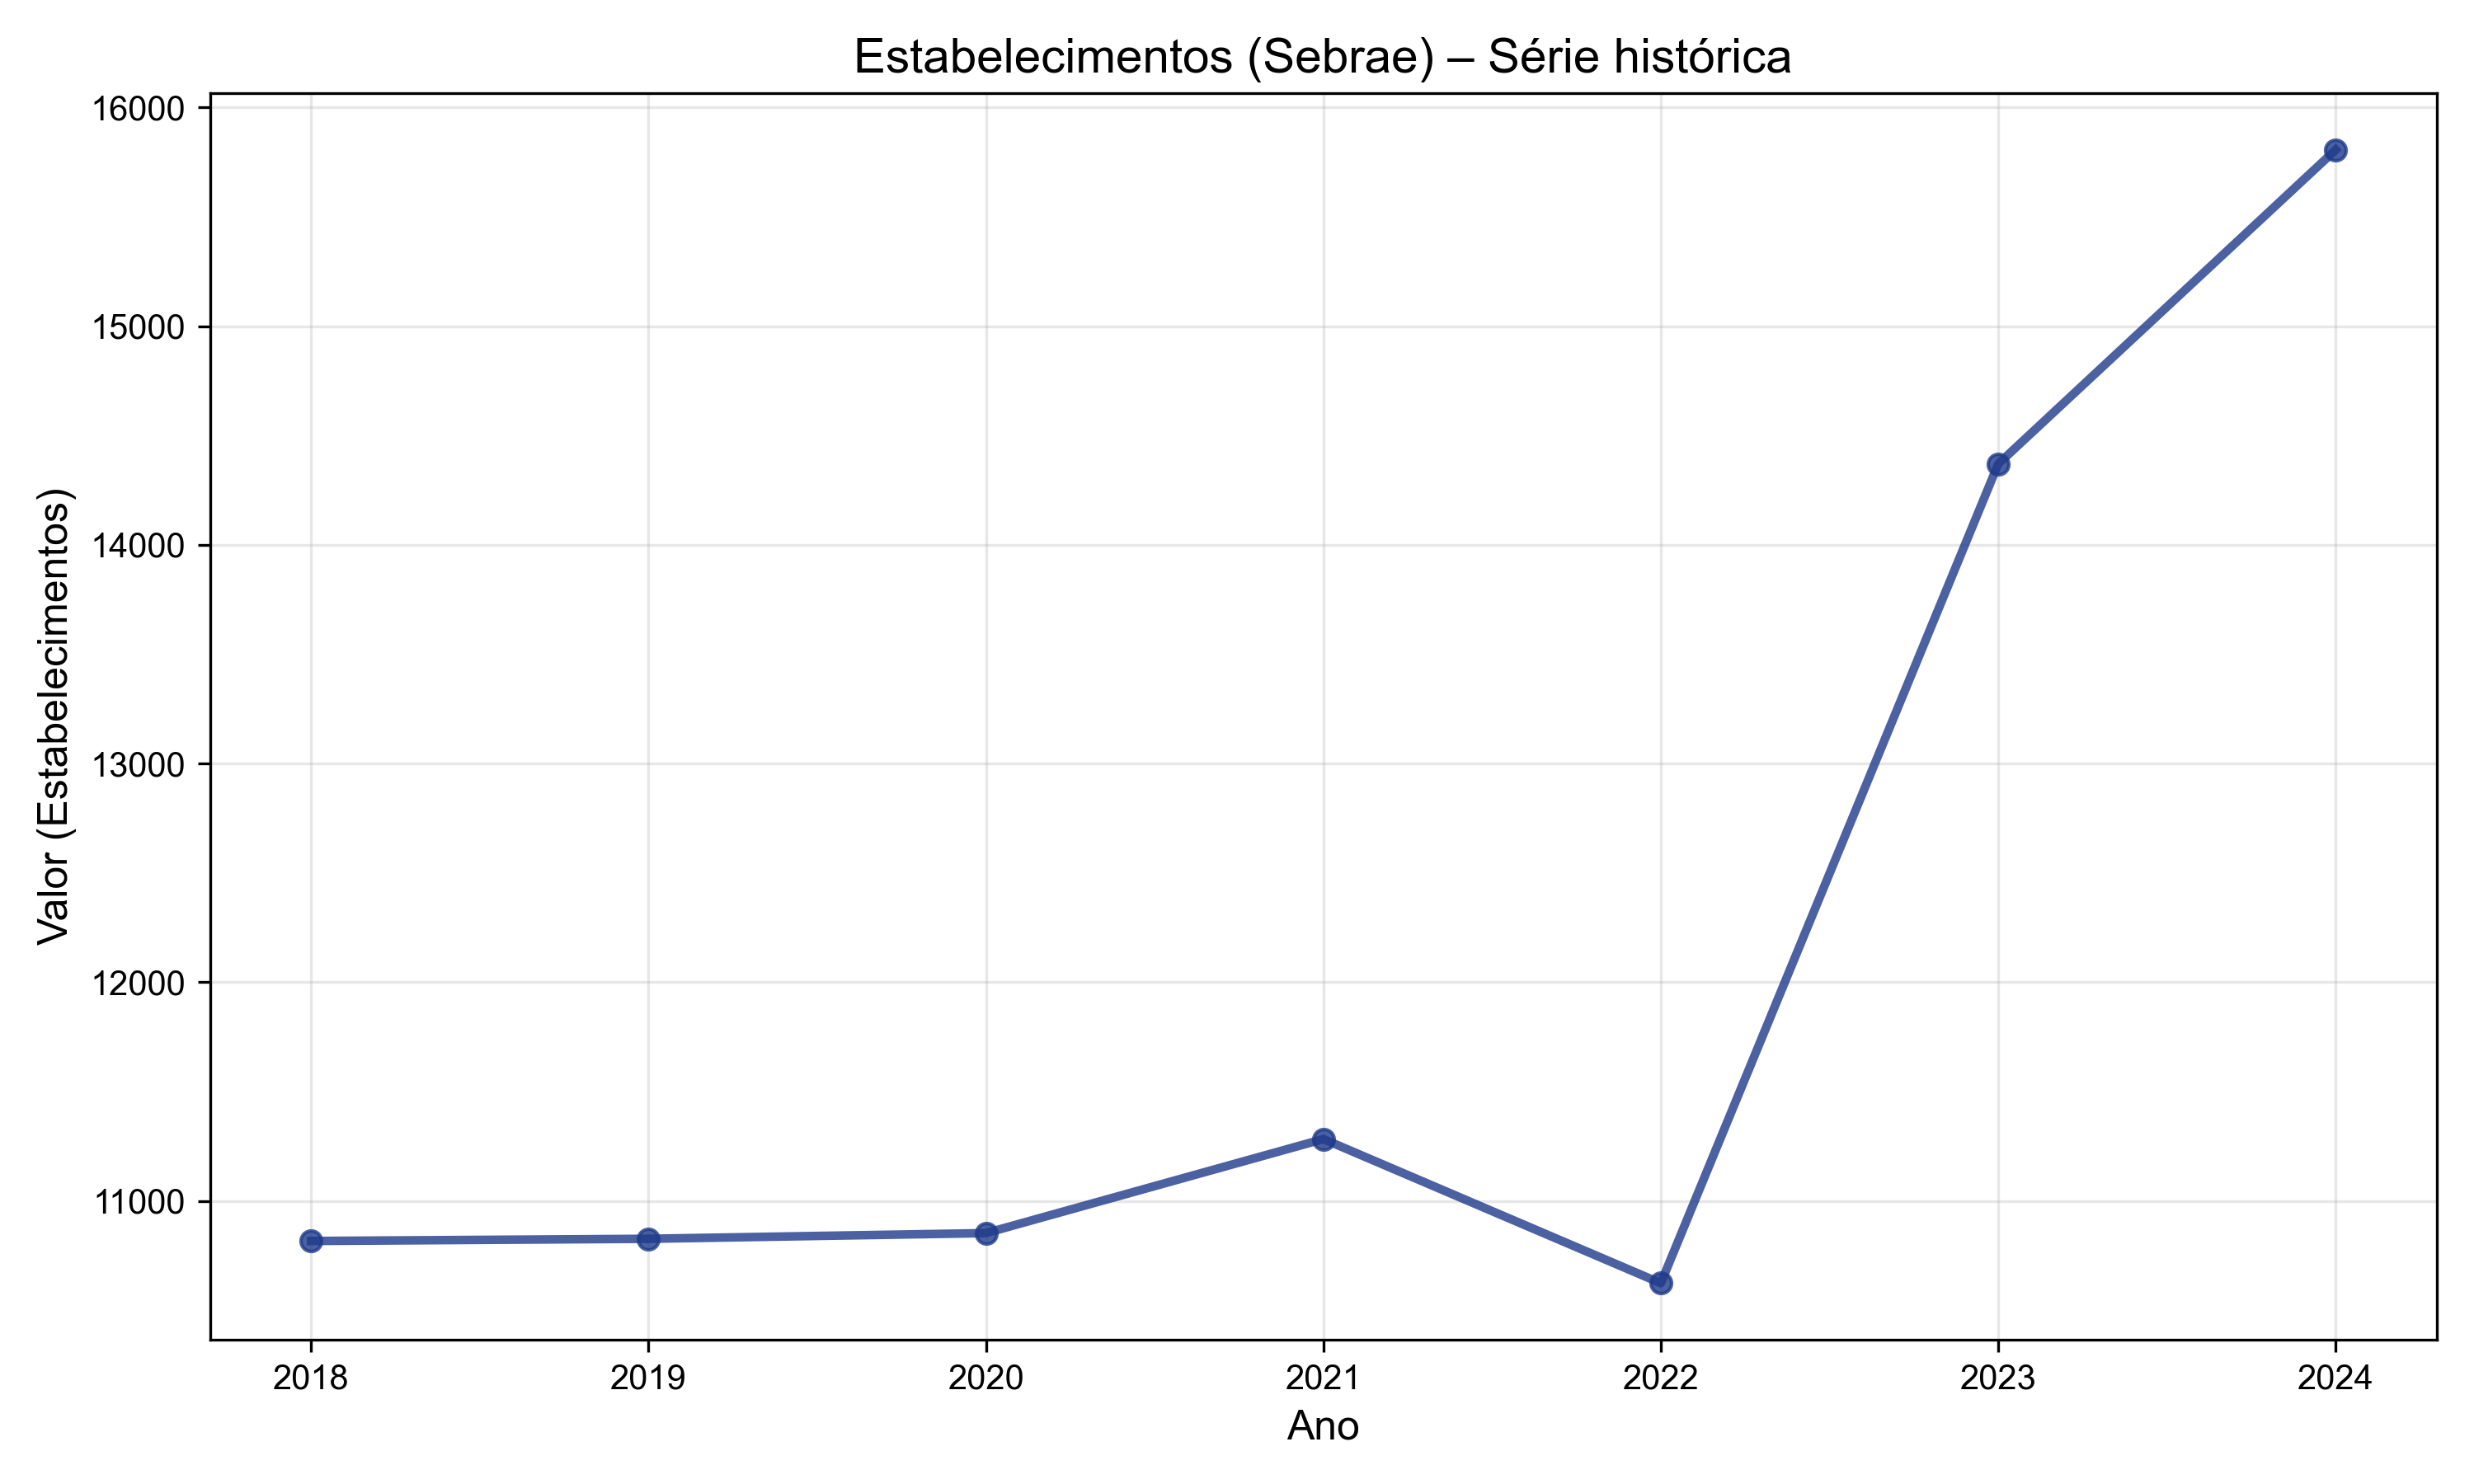 Estabelecimentos (Sebrae) – Série histórica
Valor (Estabelecimentos)
16000
15000
14000
13000
12000
11000
2018 2019 2020 2021 2022 2023 2024
Ano